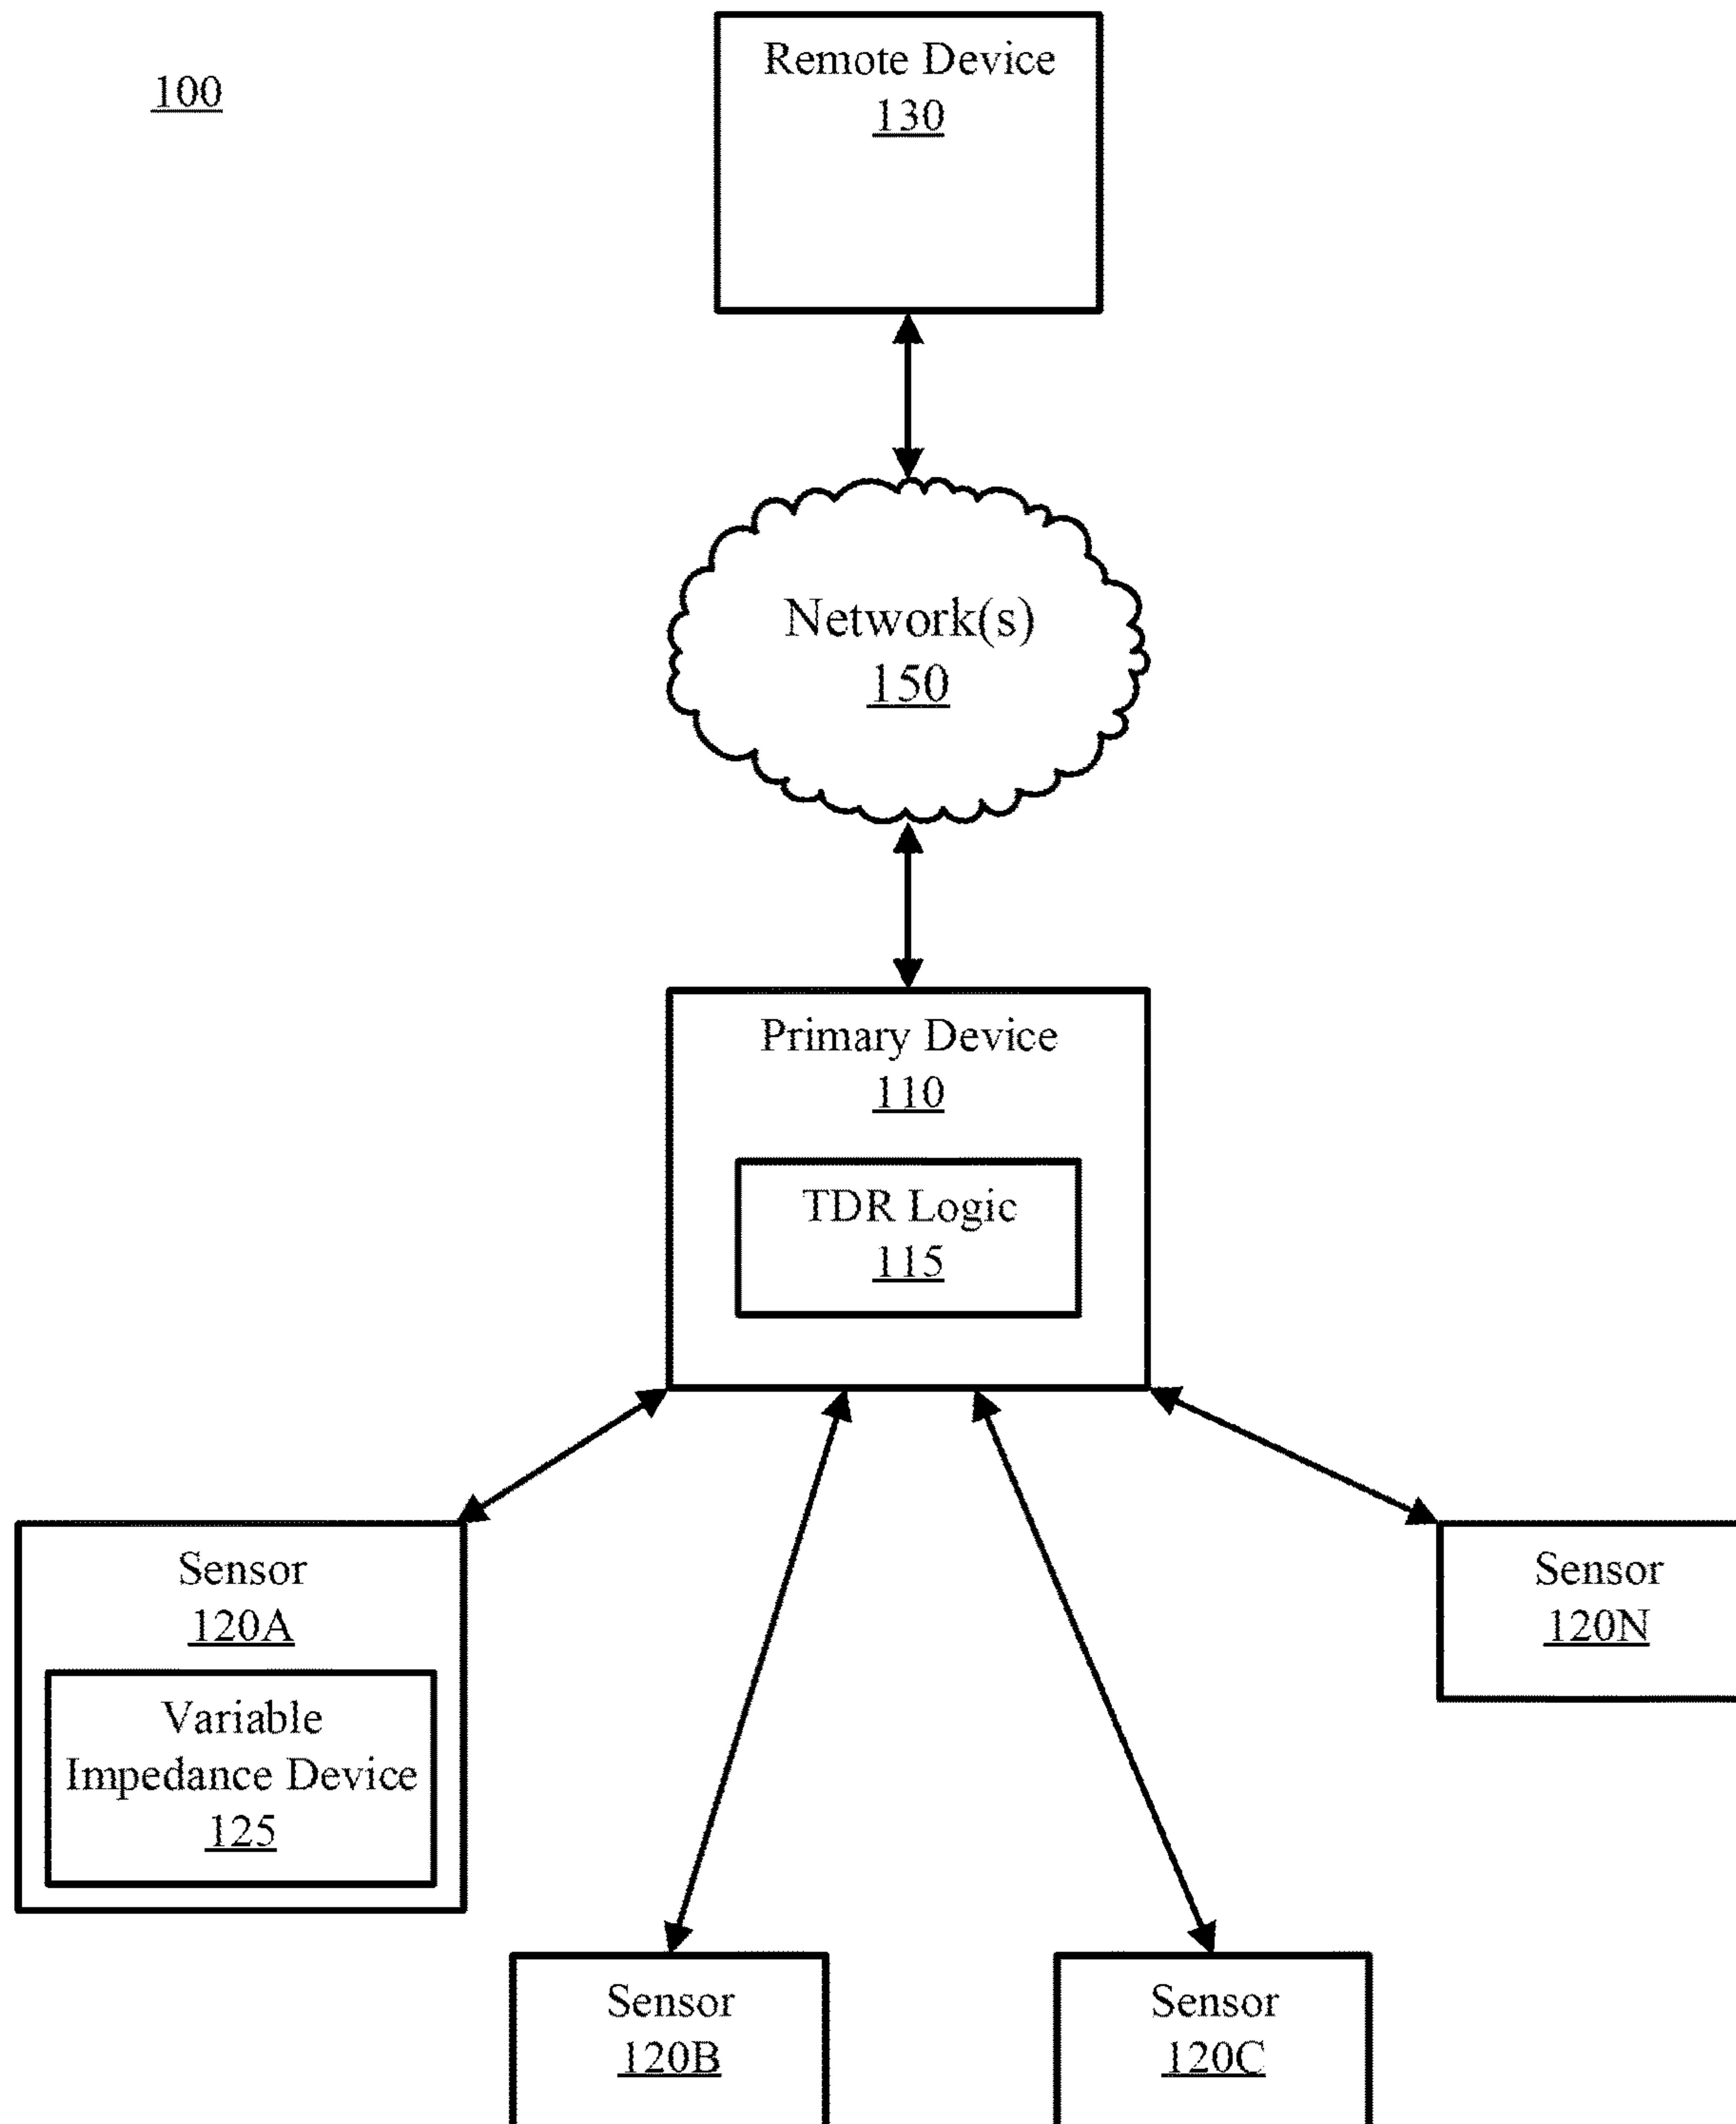 100
Remote Device
130
Network(s)
150
Primary Device
110
TDR Logic
115
Sensor
120A
Variable
Impedance Device
125
Sensor
120N
Sensor
120B
Sensor
120C